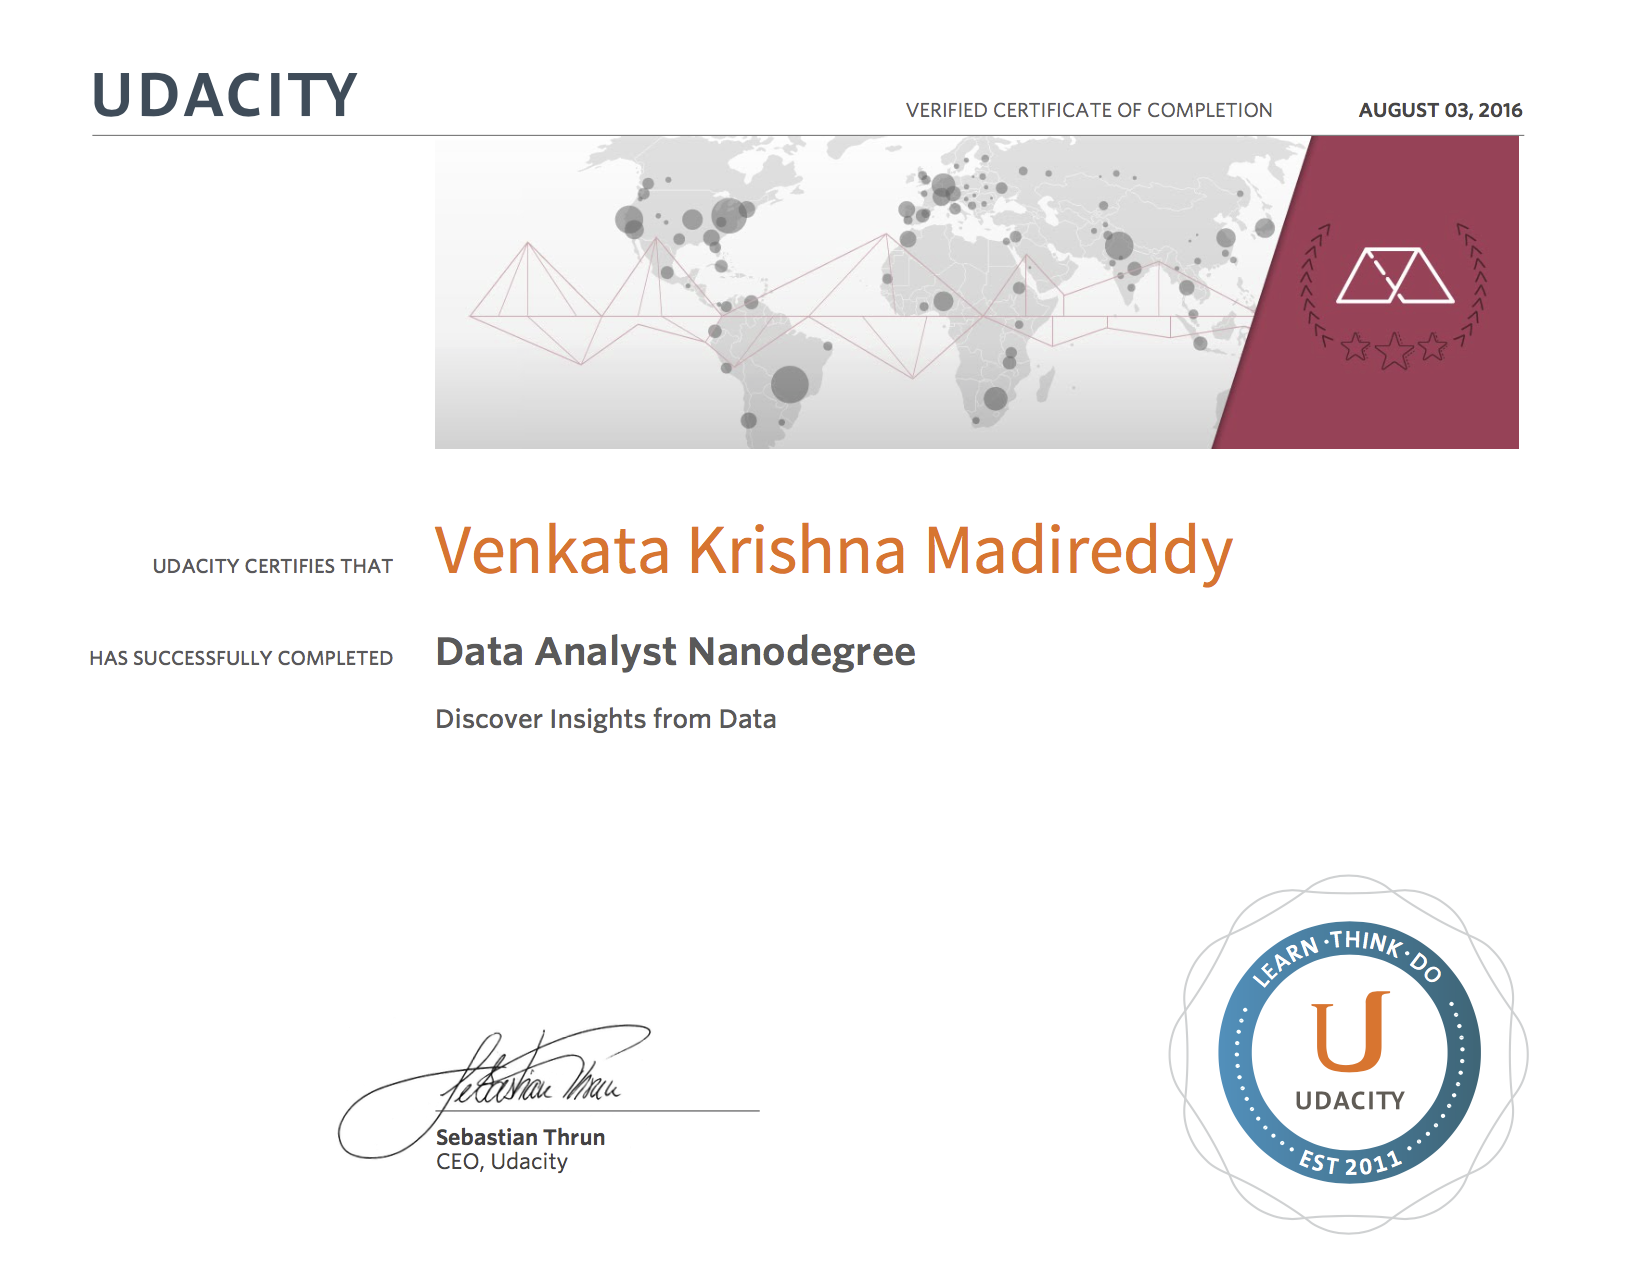 UDACITY
VERIFIED CERTIFICATE OF COMPLETION AUGUST 03, 2016
UDACITY CERTIFIES THAT Venkata Krishna Madireddy
HAS SUCCESSFULLY COMPLETED Data Analyst Nanodegree
Discover Insights from Data
Sebastian Thrun
Sebastian Thrun
CEO, Udacity
LEARN · THINK · DO
U
UDACITY
EST 2011